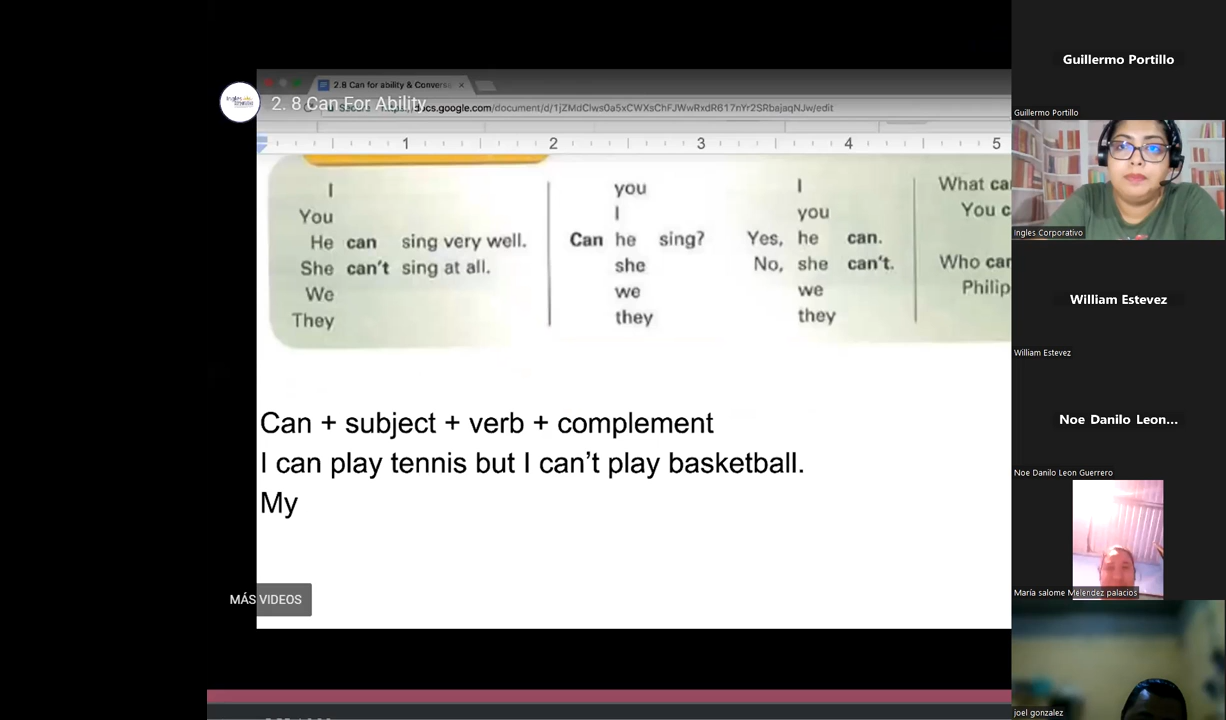 2.8 Can for ability & Convers
2. 8 Can For Ability
docs.google.com/document/d/1jZMdClws0a5xCWXsChFJWwRxdR617nYr2SRbajaqNJw/edit
1 2 3 4 5
I you I What ca
You I you You c
He can sing very well. Can he sing? Yes, he can.
She can't sing at all. she No, she can't. Who can
We we we Philip
They they they
Can + subject + verb + complement
I can play tennis but I can't play basketball.
My
MÁS VIDEOS
Guillermo Portillo
Guillermo Portillo
Ingles Corporativo
William Estevez
William Estevez
Noe Danilo Leon...
Noe Danilo Leon Guerrero
María salome Melendez palacios
joel gonzalez